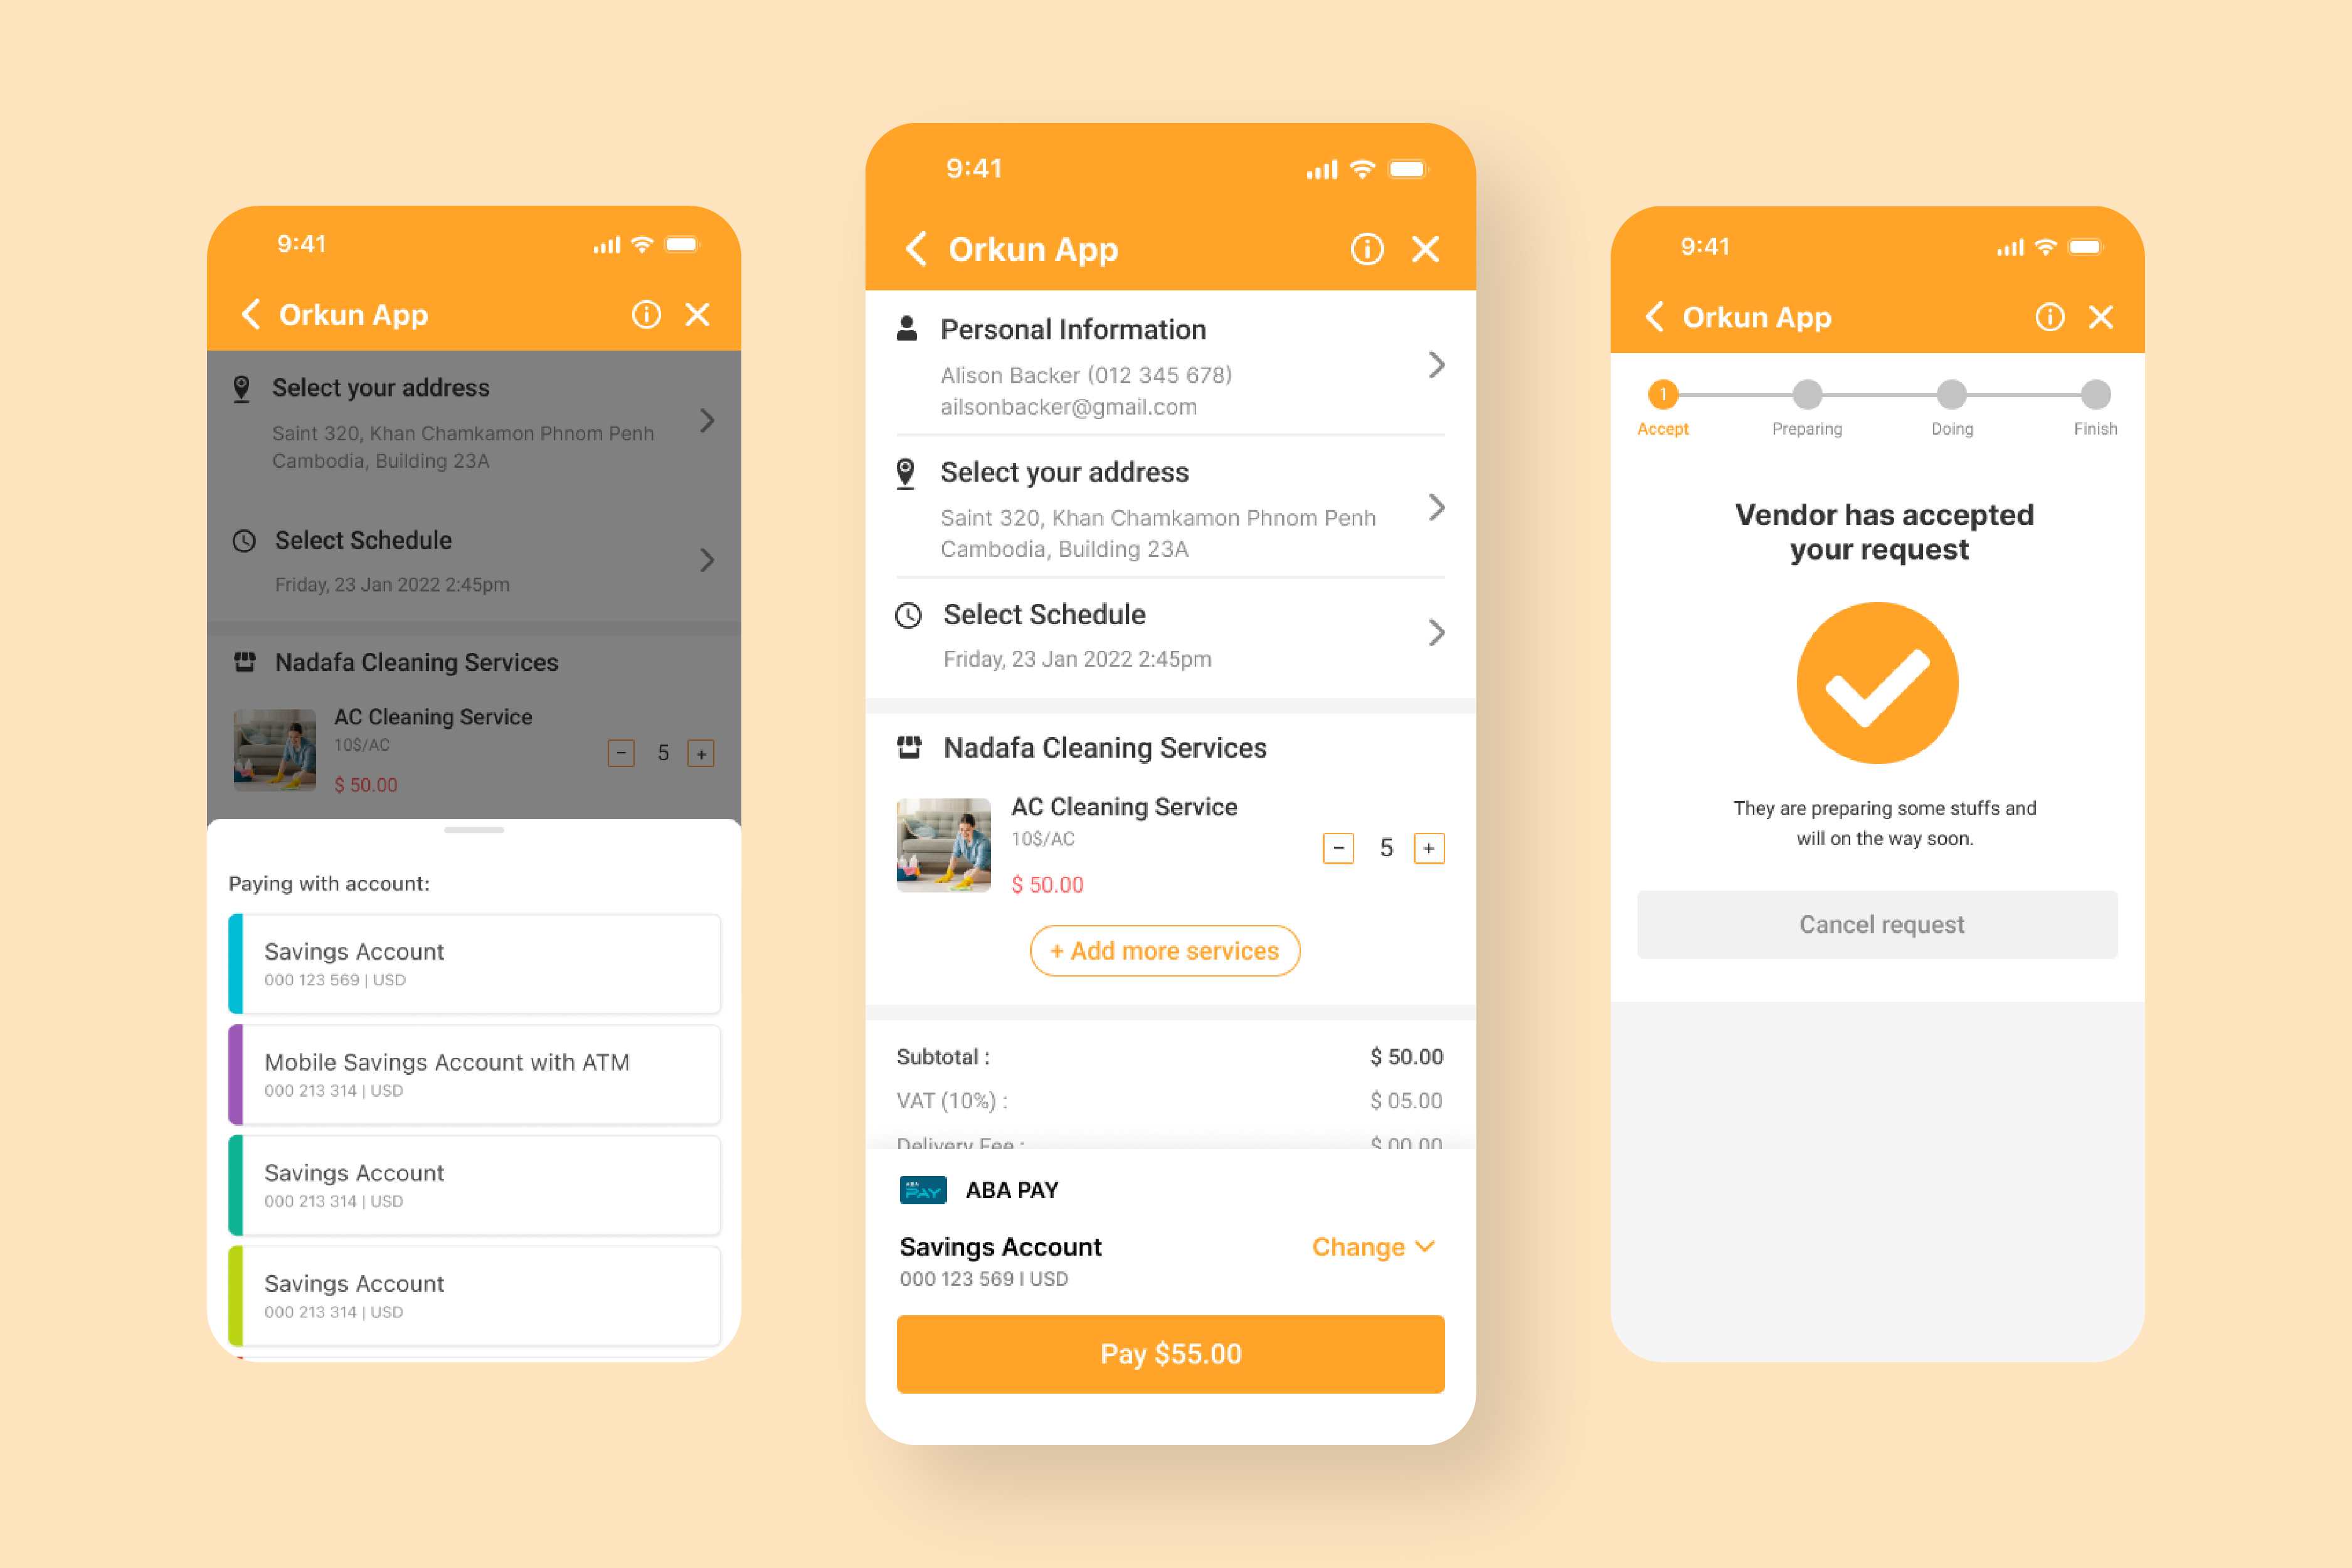 9:41
Orkun App
Select your address
Saint 320, Khan Chamkamon Phnom Penh
Cambodia, Building 23A
Select Schedule
Friday, 23 Jan 2022 2:45pm
Nadafa Cleaning Services
AC Cleaning Service
10$/AC
- 5 +
$ 50.00
Paying with account:
Savings Account
000 123 569 | USD
Mobile Savings Account with ATM
000 213 314 | USD
Savings Account
000 213 314 | USD
Savings Account
000 213 314 | USD
9:41
Orkun App
Personal Information
Alison Backer (012 345 678)
ailsonbacker@gmail.com
Select your address
Saint 320, Khan Chamkamon Phnom Penh
Cambodia, Building 23A
Select Schedule
Friday, 23 Jan 2022 2:45pm
Nadafa Cleaning Services
AC Cleaning Service
10$/AC
- 5 +
$ 50.00
+ Add more services
Subtotal : $ 50.00
VAT (10%) : $ 05.00
Delivery Fee : $ 00.00
ABA PAY ABA PAY
Savings Account Change
000 123 569 I USD
Pay $55.00
9:41
Orkun App
1
Accept Preparing Doing Finish
Vendor has accepted
your request
They are preparing some stuffs and
will on the way soon.
Cancel request